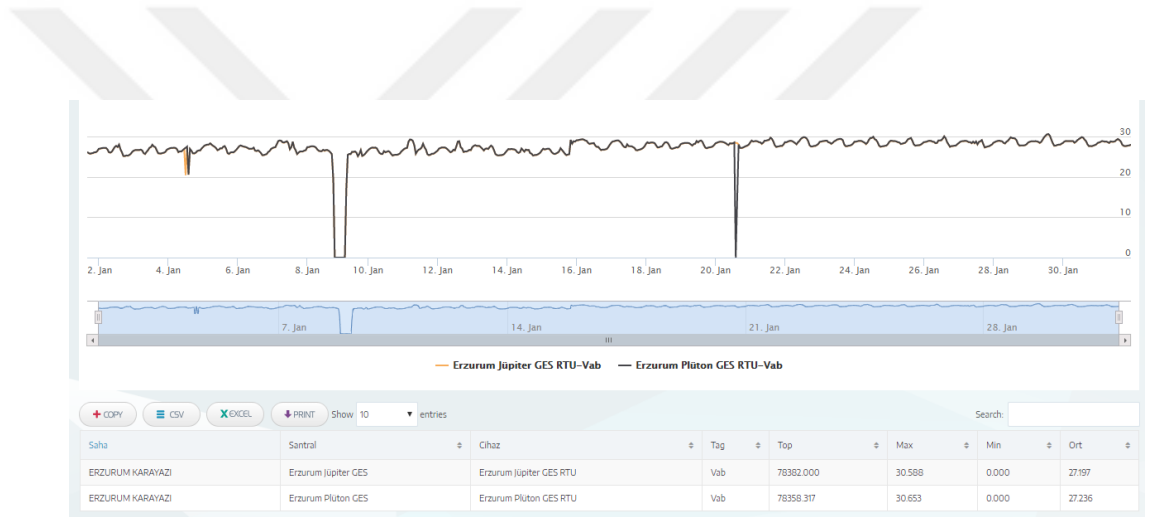 30
20
10
0
2. Jan 4. Jan 6. Jan 8. Jan 10. Jan 12. Jan 14. Jan 16. Jan 18. Jan 20. Jan 22. Jan 24. Jan 26. Jan 28. Jan 30. Jan
7. Jan 14. Jan 21. Jan 28. Jan
Erzurum Jüpiter GES RTU-Vab Erzurum Plüton GES RTU-Vab
COPY CSV EXCEL PRINT Show 10 entries Search:
Saha Santral Cihaz Tag Top Max Min Ort
ERZURUM KARAYAZI Erzurum Jüpiter GES Erzurum Jüpiter GES RTU Vab 78382.000 30.588 0.000 27.197
ERZURUM KARAYAZI Erzurum Plüton GES Erzurum Plüton GES RTU Vab 78358.317 30.653 0.000 27.236